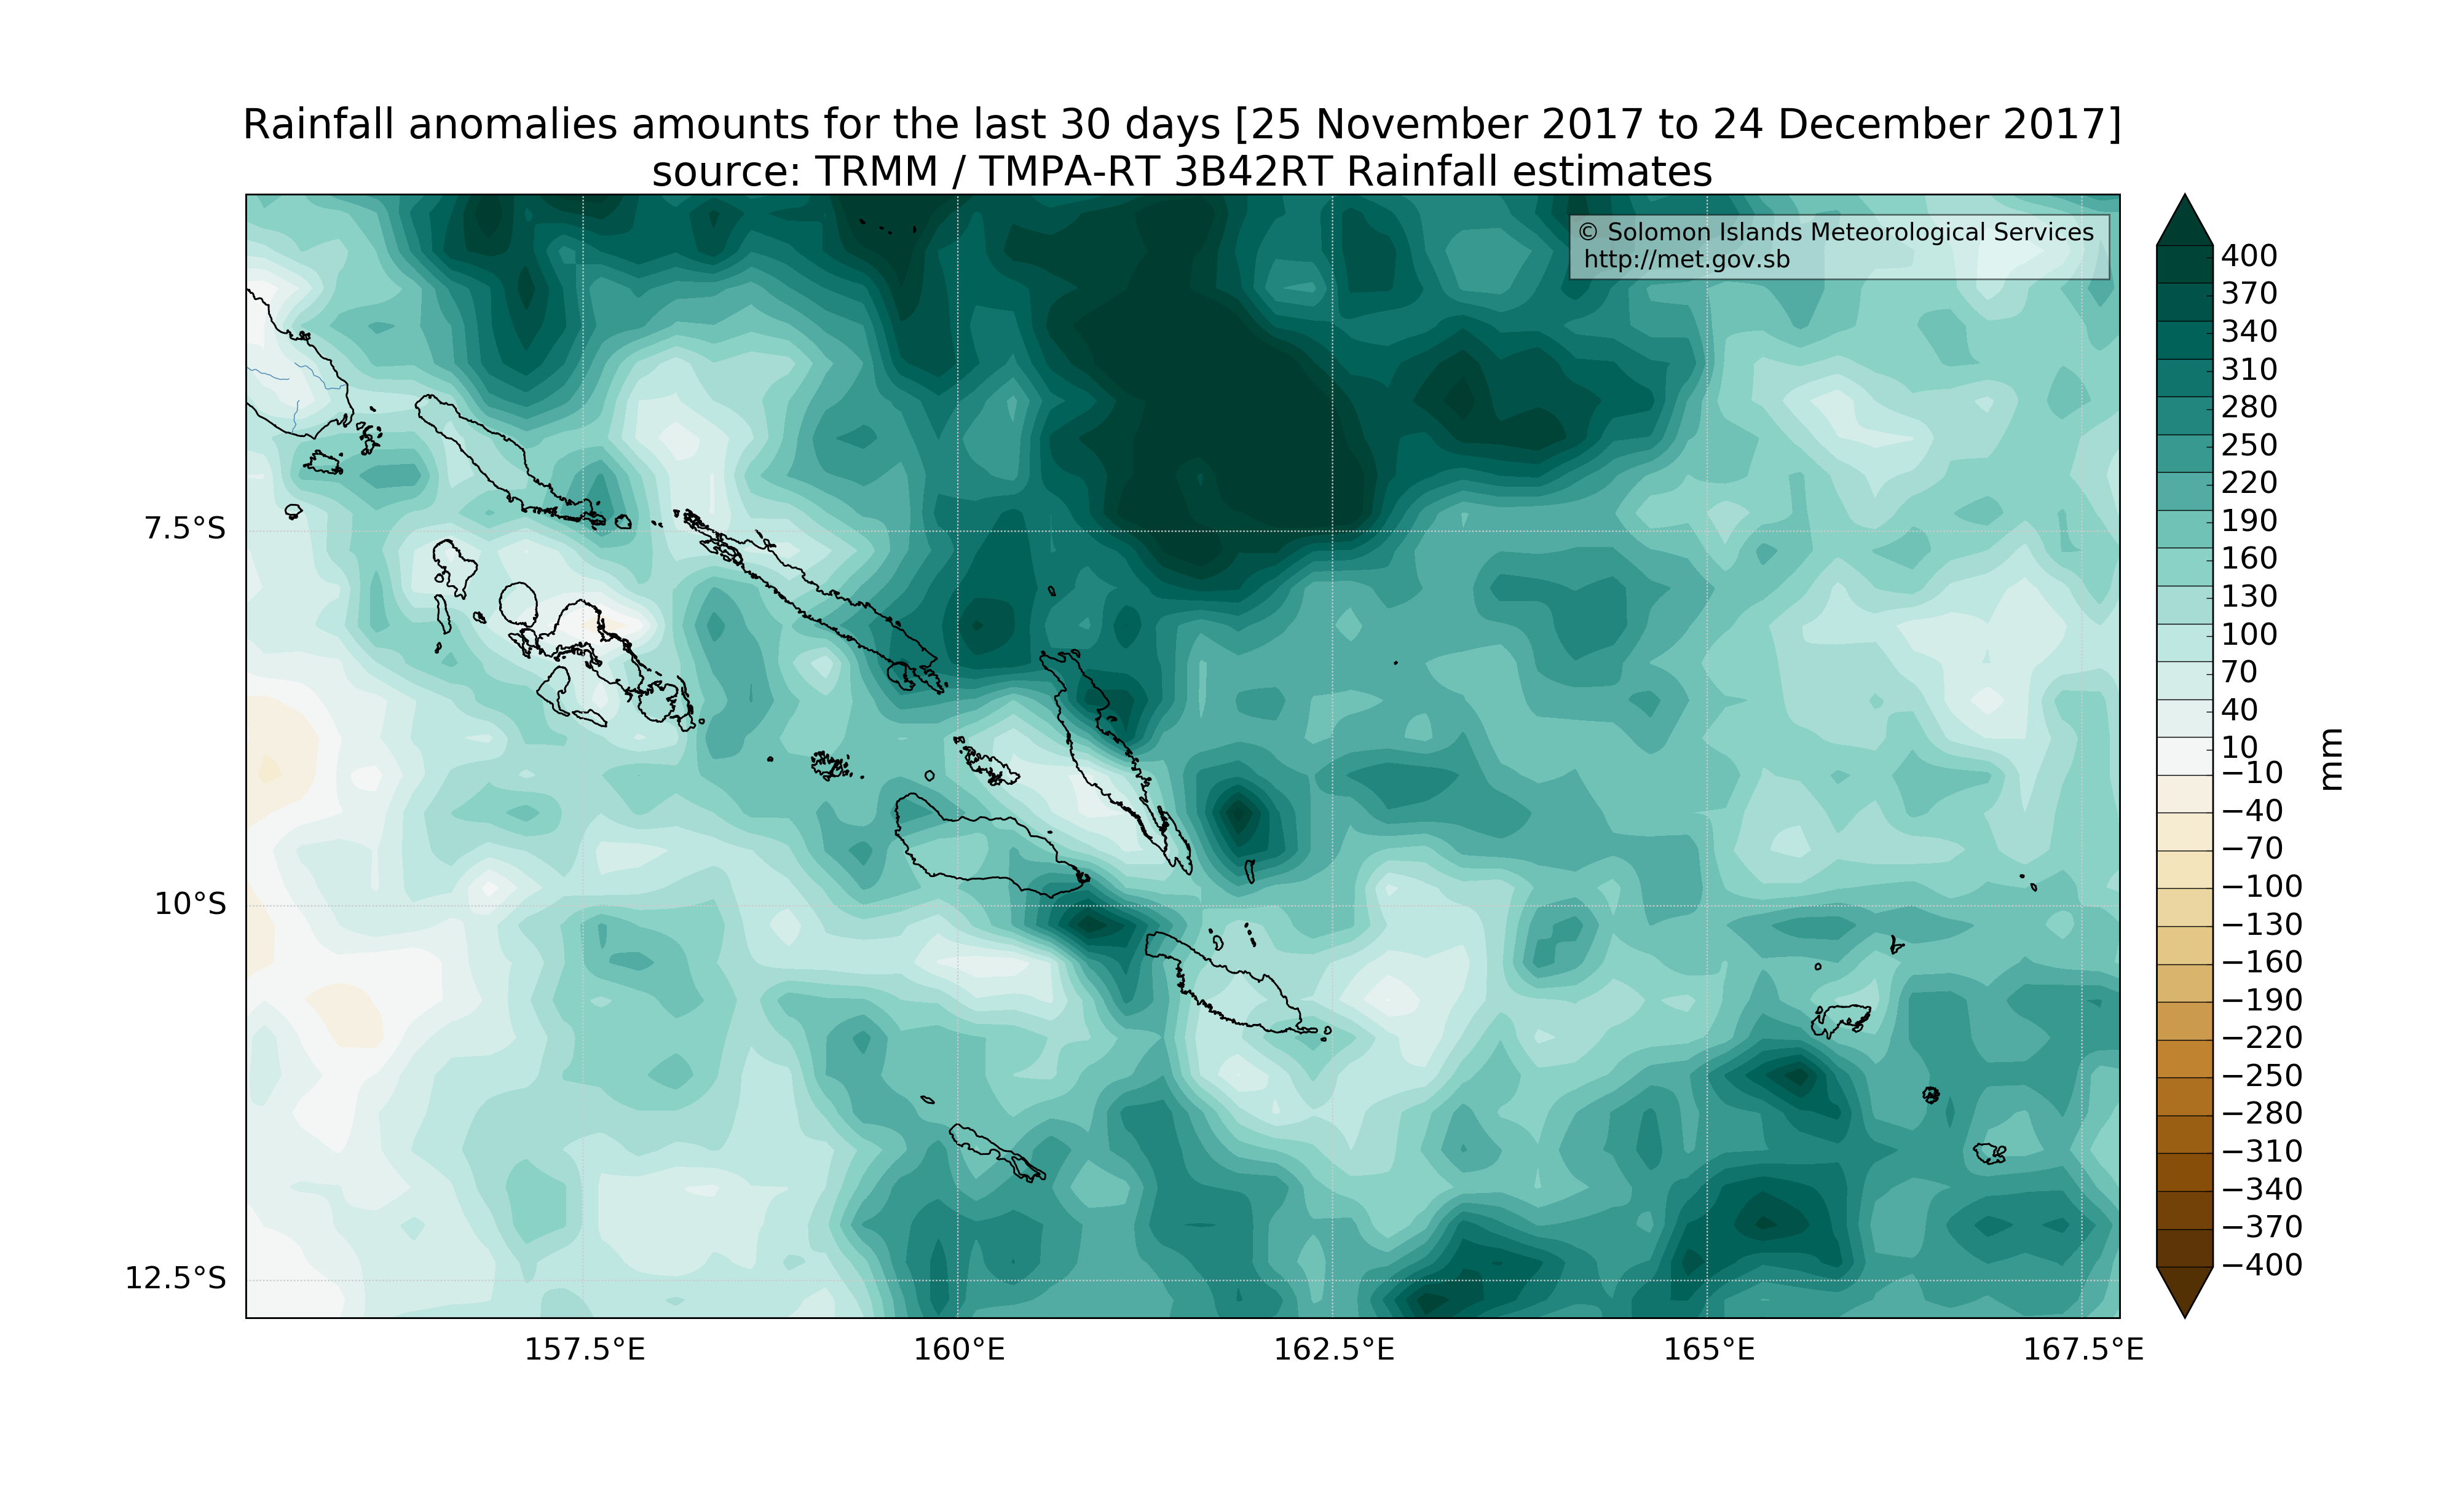 Rainfall anomalies amounts for the last 30 days [25 November 2017 to 24 December 2017]
source: TRMM / TMPA-RT 3B42RT Rainfall estimates
© Solomon Islands Meteorological Services
http://met.gov.sb
7.5°S
10°S
12.5°S
157.5°E
160°E
162.5°E
165°E
167.5°E
400
370
340
310
280
250
220
190
160
130
100
70
40
10
−10
−40
−70
−100
−130
−160
−190
−220
−250
−280
−310
−340
−370
−400
mm